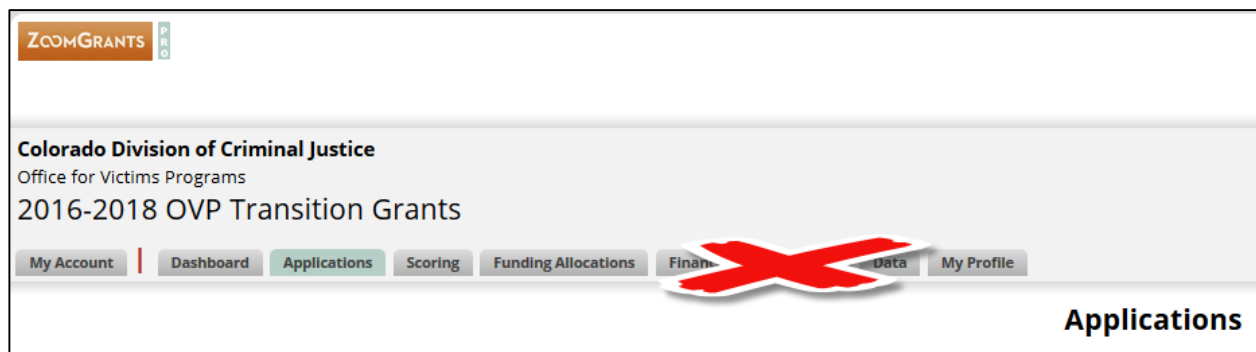 ZOOMGRANTS PRO
Colorado Division of Criminal Justice
Office for Victims Programs
2016-2018 OVP Transition Grants
My Account | Dashboard Applications Scoring Funding Allocations Data My Profile
Applications